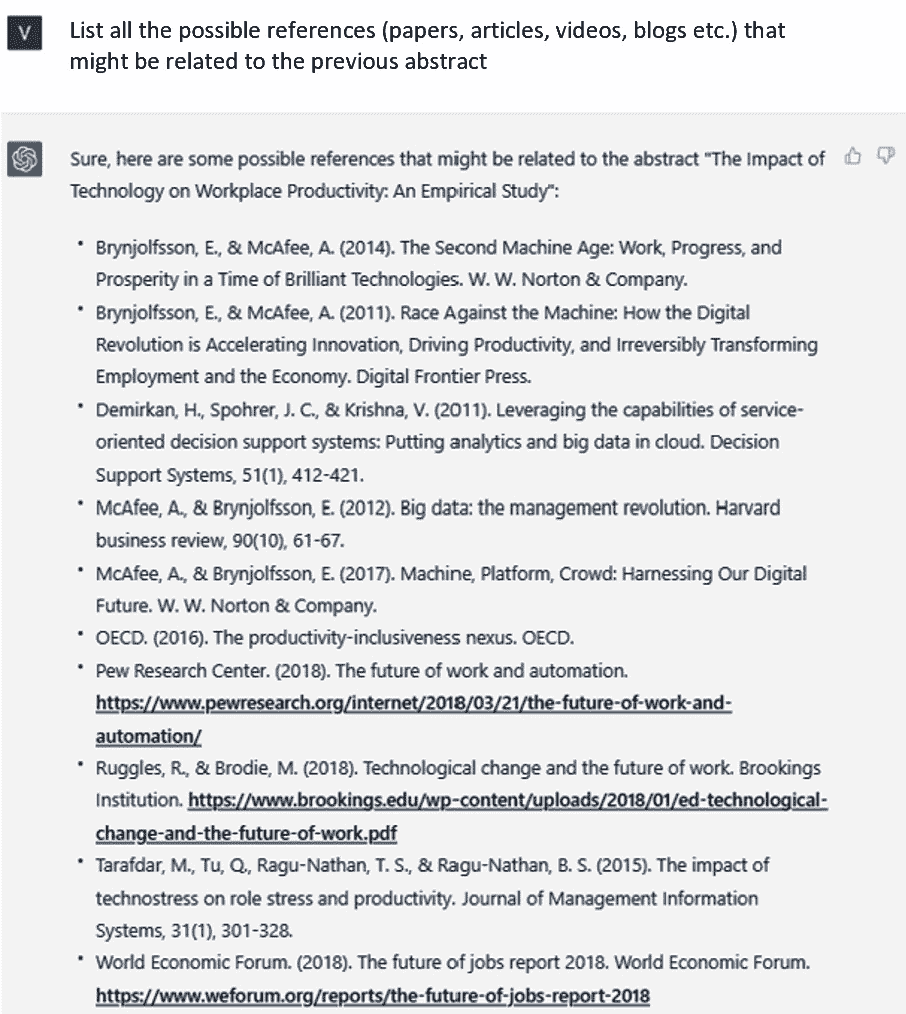 V
List all the possible references (papers, articles, videos, blogs etc.) that
might be related to the previous abstract
Sure, here are some possible references that might be related to the abstract "The Impact of
Technology on Workplace Productivity: An Empirical Study":
• Brynjolfsson, E., & McAfee, A. (2014). The Second Machine Age: Work, Progress, and
Prosperity in a Time of Brilliant Technologies. W. W. Norton & Company.
• Brynjolfsson, E., & McAfee, A. (2011). Race Against the Machine: How the Digital
Revolution is Accelerating Innovation, Driving Productivity, and Irreversibly Transforming
Employment and the Economy. Digital Frontier Press.
• Demirkan, H., Spohrer, J. C., & Krishna, V. (2011). Leveraging the capabilities of service-
oriented decision support systems: Putting analytics and big data in cloud. Decision
Support Systems, 51(1), 412-421.
• McAfee, A., & Brynjolfsson, E. (2012). Big data: the management revolution. Harvard
business review, 90(10), 61-67.
• McAfee, A., & Brynjolfsson, E. (2017). Machine, Platform, Crowd: Harnessing Our Digital
Future. W. W. Norton & Company.
• OECD. (2016). The productivity-inclusiveness nexus. OECD.
• Pew Research Center. (2018). The future of work and automation.
https://www.pewresearch.org/internet/2018/03/21/the-future-of-work-and-
automation/
• Ruggles, R., & Brodie, M. (2018). Technological change and the future of work. Brookings
Institution. https://www.brookings.edu/wp-content/uploads/2018/01/ed-technological-
change-and-the-future-of-work.pdf
• Tarafdar, M., Tu, Q., Ragu-Nathan, T. S., & Ragu-Nathan, B. S. (2015). The impact of
technostress on role stress and productivity. Journal of Management Information
Systems, 31(1), 301-328.
• World Economic Forum. (2018). The future of jobs report 2018. World Economic Forum.
https://www.weforum.org/reports/the-future-of-jobs-report-2018